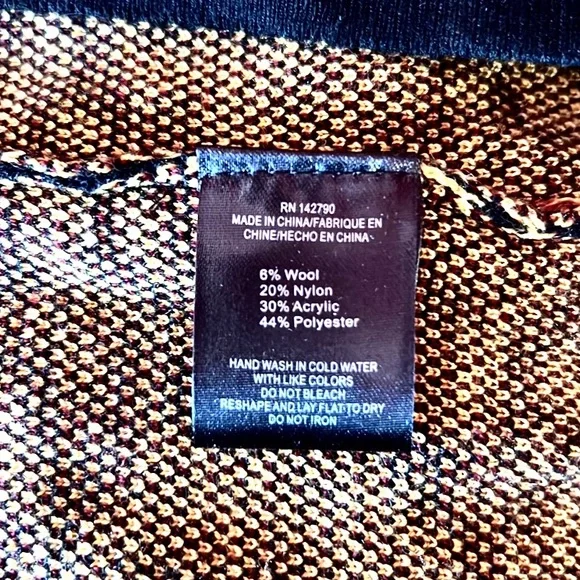 RN 142790
MADE IN CHINA/FABRIQUE EN
CHINE/HECHO EN CHINA
6% Wool
20% Nylon
30% Acrylic
44% Polyester
HAND WASH IN COLD WATER
WITH LIKE COLORS
DO NOT BLEACH
RESHAPE AND LAY FLAT TO DRY
DO NOT IRON